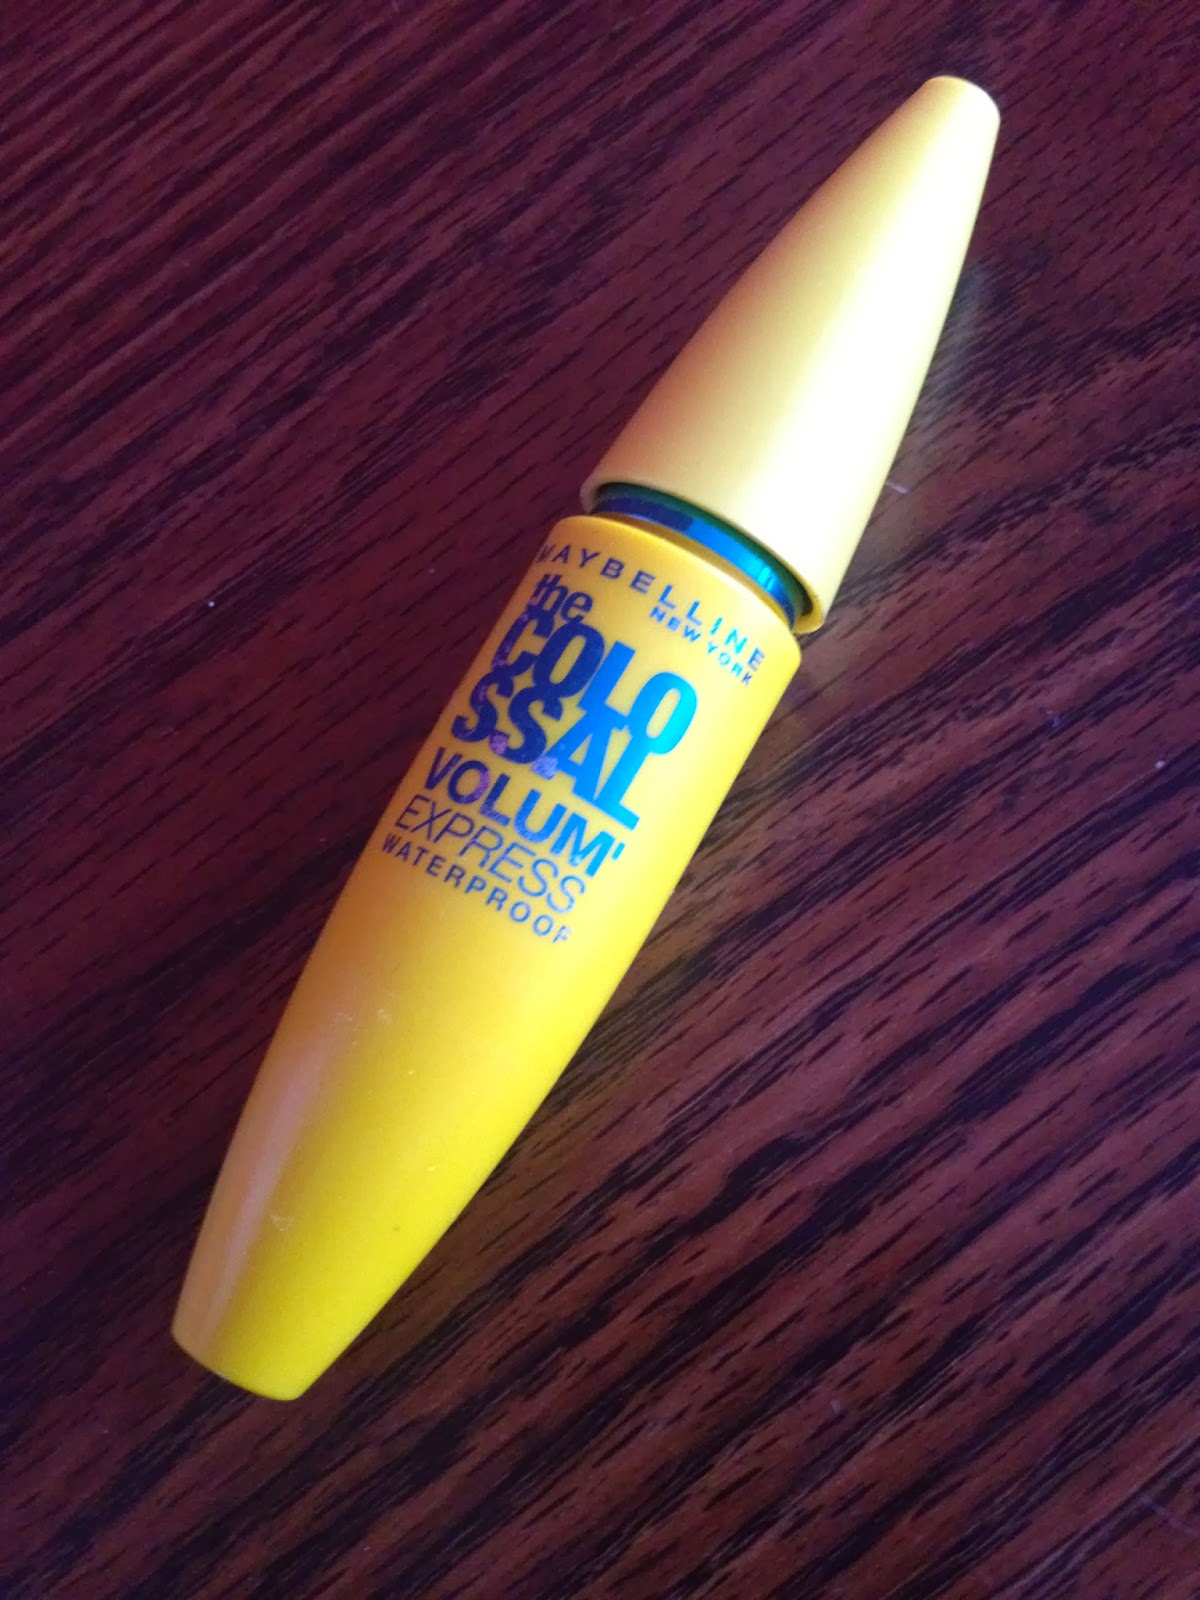 MAYBELLINE
NEW YORK
the
COLO
SSAL
VOLUM'
EXPRESS
WATERPROOF